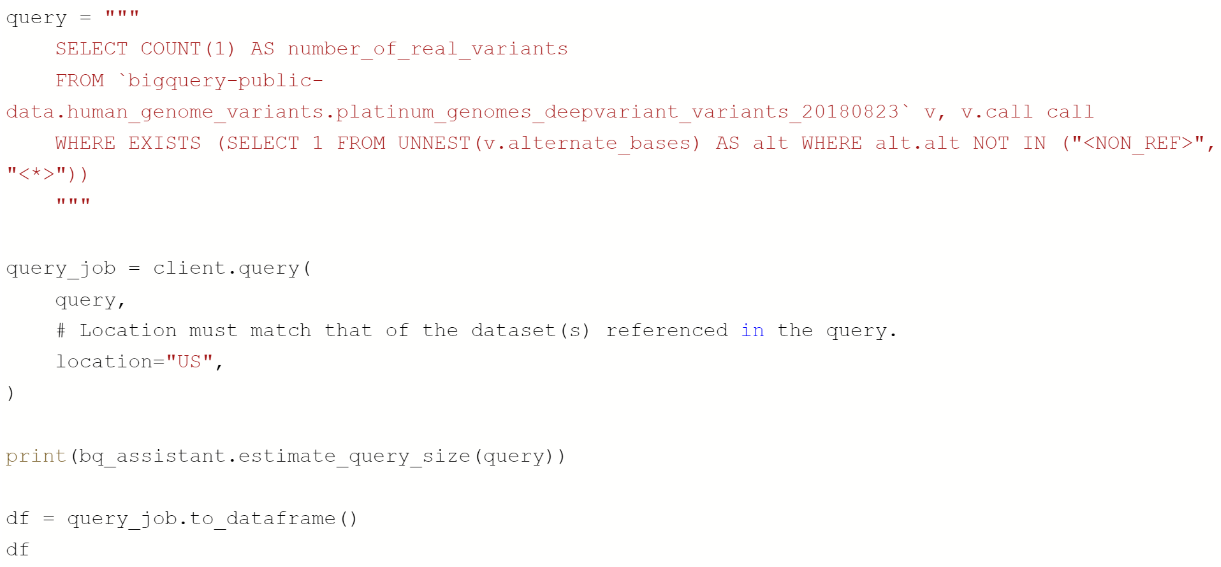 query = """
    SELECT COUNT(1) AS number_of_real_variants
    FROM `bigquery-public-
data.human_genome_variants.platinum_genomes_deepvariant_variants_20180823` v, v.call call
    WHERE EXISTS (SELECT 1 FROM UNNEST(v.alternate_bases) AS alt WHERE alt.alt NOT IN ("<NON_REF>",
"<*>"))
    """

query_job = client.query(
    query,
    # Location must match that of the dataset(s) referenced in the query.
    location="US",
)

print(bq_assistant.estimate_query_size(query))

df = query_job.to_dataframe()
df